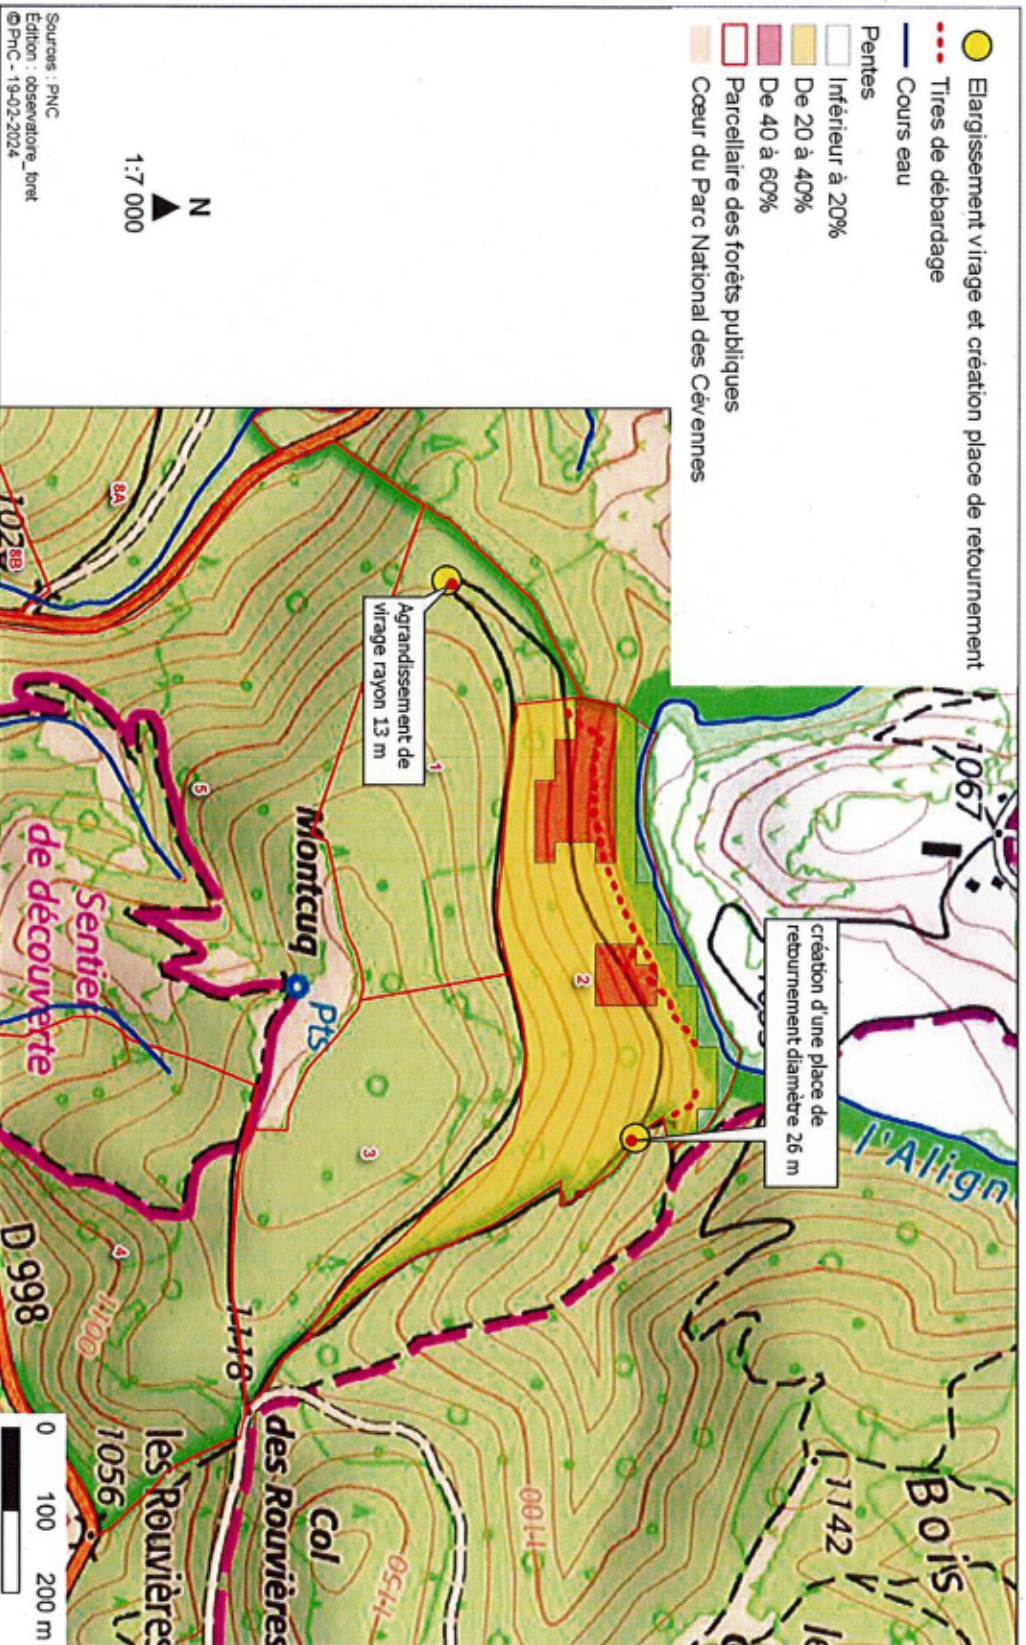 Elargissement virage et création place de retournement
Tires de débardage
Cours eau
Pentes
Inférieur à 20%
De 20 à 40%
De 40 à 60%
Parcellaire des forêts publiques
Cœur du Parc National des Cévennes
N
1:7 000
Sources : PNC
Edition : observatoire_foret
©PnC - 19-02-2024
1067
création d'une place de
retournement diamètre 26 m
l'Align
Bois
1142
Agrandissement de
virage rayon 13 m
1
2
3
4
5
8A
8B
Montcuq
Pts
Sentier
de découverte
1118
1100
1100
1150
Col
des Rouvières
les Rouvières
1056
D 998
0 100 200 m